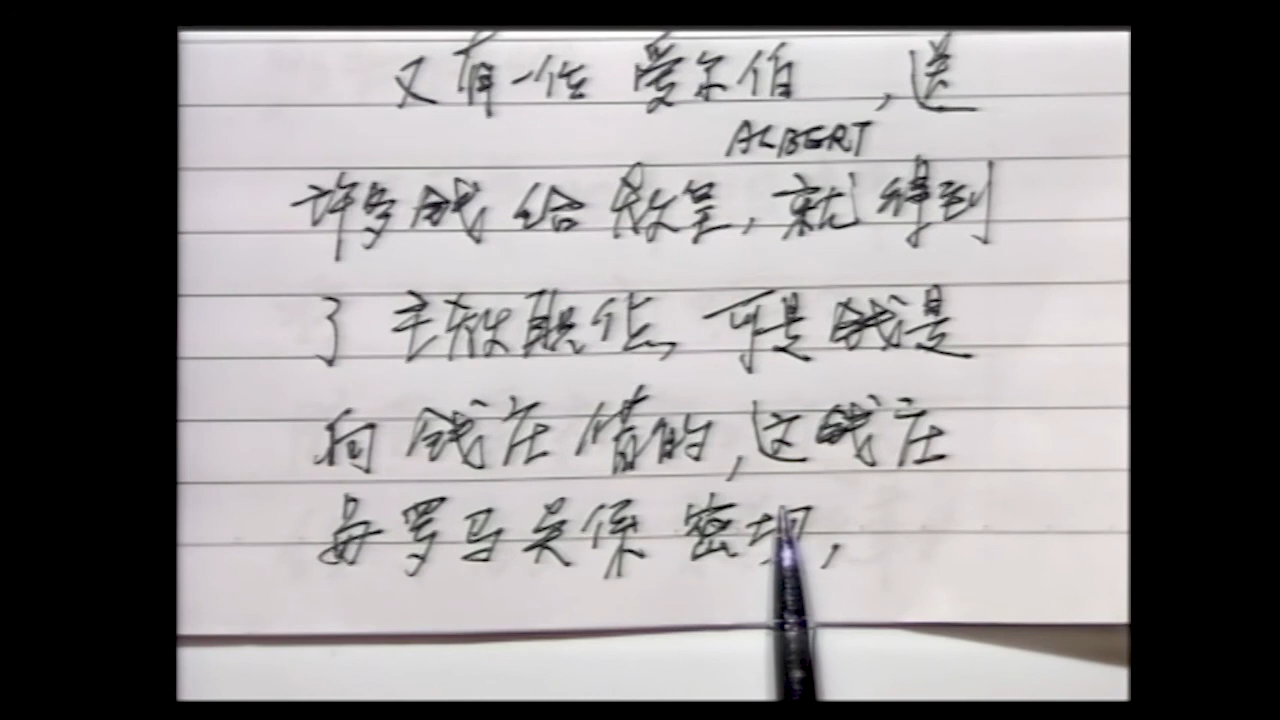 又有一位 爱尔伯 ,送
ALBERT
许多钱 给 教皇, 就 得到
了 主教职位, 可是 钱是
向 钱庄 借的, 这钱庄
与罗马关係 密切,